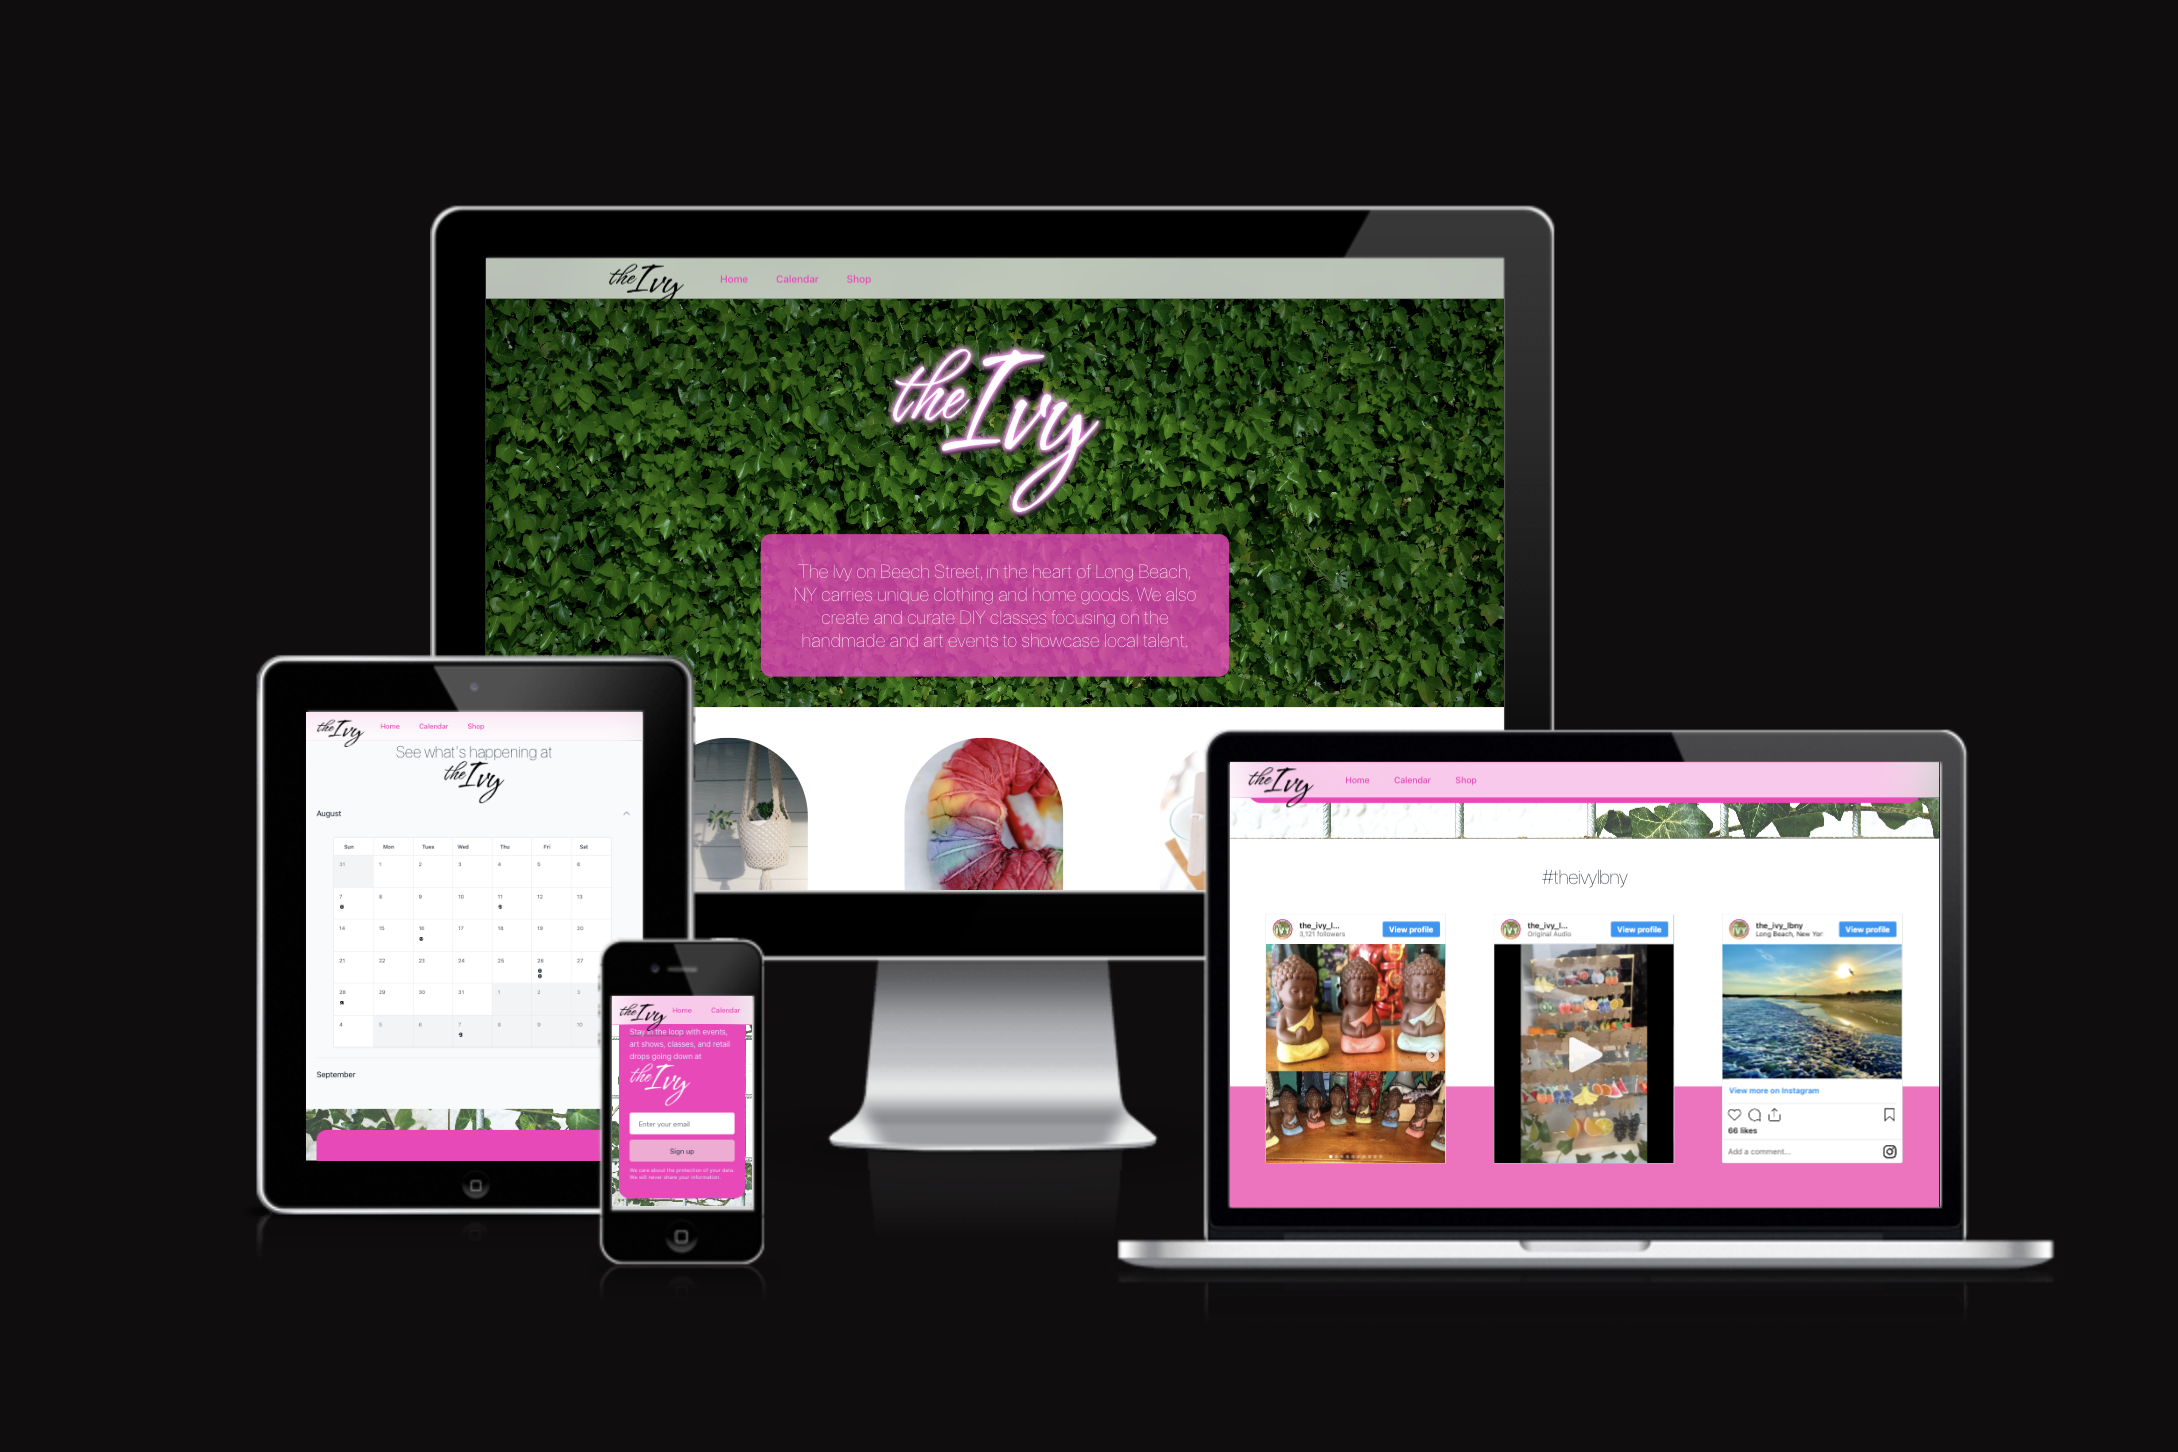 the Ivy
Home Calendar Shop
the Ivy
The Ivy on Beech Street, in the heart of Long Beach,
NY carries unique clothing and home goods. We also
create and curate DIY classes focusing on the
handmade and art events to showcase local talent.
the Ivy
Home Calendar Shop
See what's happening at
the Ivy
August
Sun Mon Tues Wed Thu Fri Sat
31 1 2 3 4 5 6
7 8 9 10 11 12 13
14 15 16 17 18 19 20
21 22 23 24 25 26 27
28 29 30 31 1 2 3
4 5 6 7 8 9 10
September
the Ivy
Home Calendar
Stay in the loop with events,
art shows, classes, and retail
drops going down at
the Ivy
Enter your email
Sign up
We care about the protection of your data.
We will never share your information.
the Ivy
Home Calendar Shop
#theivylbny
the_ivy_l...
3,121 followers
View profile
the_ivy_l...
Original Audio
View profile
the_ivy_lbny
Long Beach, New Yor
View profile
View more on Instagram
66 likes
Add a comment...